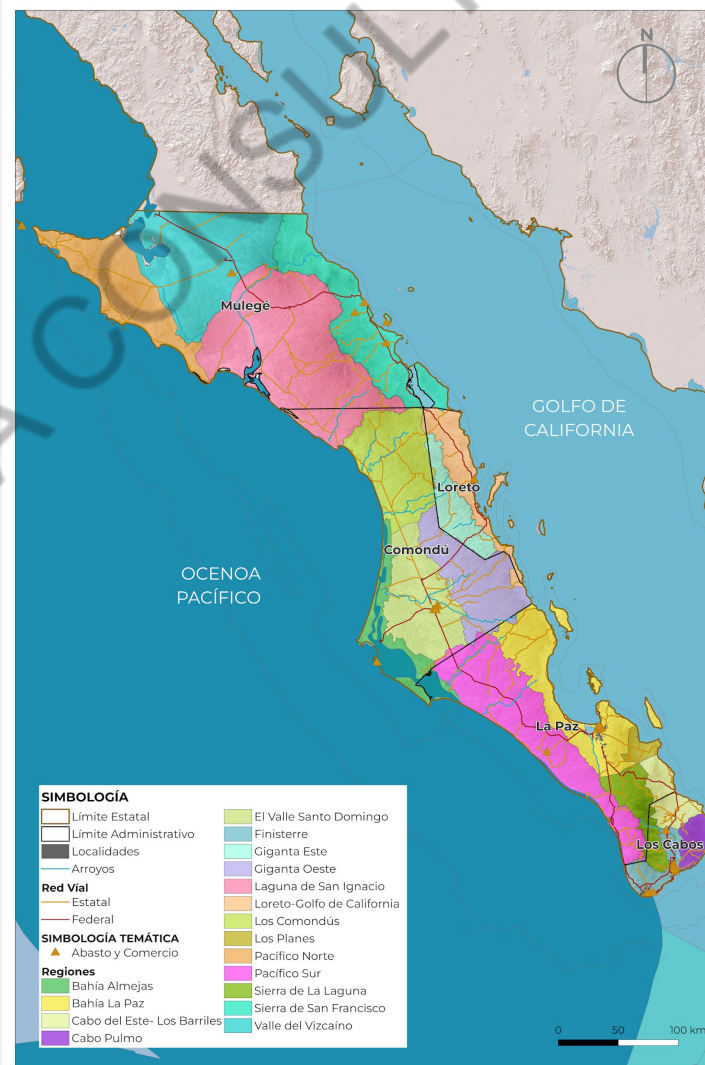 N
A CONSULT
Mulegé
GOLFO DE
CALIFORNIA
Loreto
Comondú
OCENOA
PACÍFICO
La Paz
Los Cabos
SIMBOLOGÍA
Límite Estatal
Límite Administrativo
Localidades
Arroyos
Red Víal
Estatal
Federal
SIMBOLOGÍA TEMÁTICA
Abasto y Comercio
Regiones
Bahía Almejas
Bahía La Paz
Cabo del Este- Los Barriles
Cabo Pulmo
El Valle Santo Domingo
Finisterre
Giganta Este
Giganta Oeste
Laguna de San Ignacio
Loreto-Golfo de California
Los Comondús
Los Planes
Pacífico Norte
Pacífico Sur
Sierra de La Laguna
Sierra de San Francisco
Valle del Vizcaíno
0 50 100 km